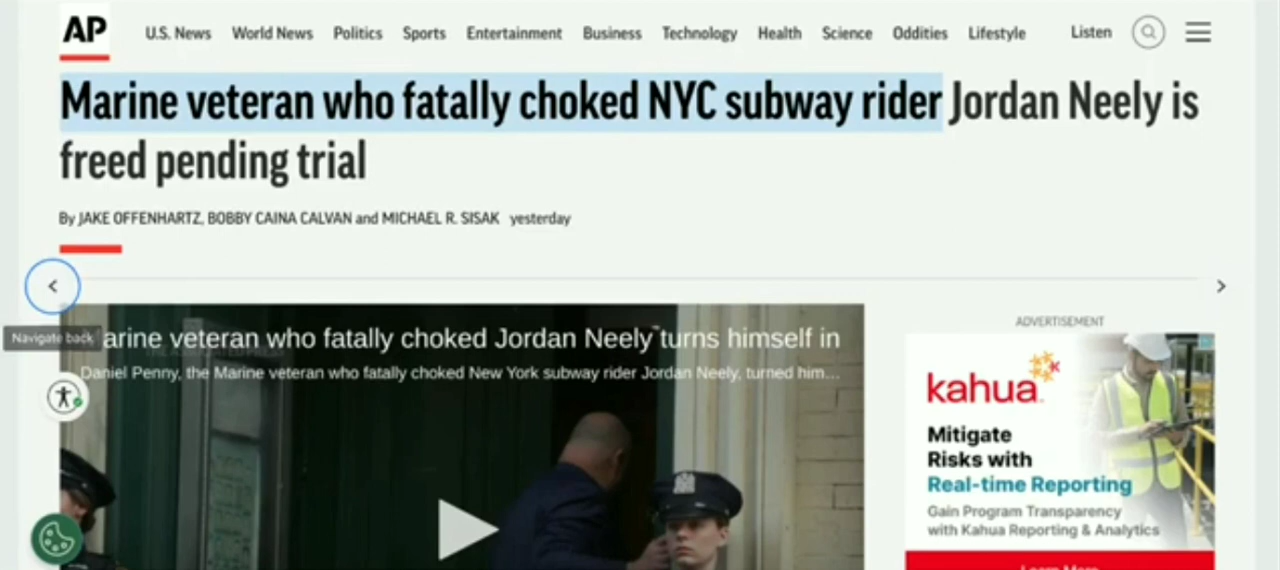 AP
U.S. News World News Politics Sports Entertainment Business Technology Health Science Oddities Lifestyle Listen
Marine veteran who fatally choked NYC subway rider Jordan Neely is
freed pending trial
By JAKE OFFENHARTZ, BOBBY CAINA CALVAN and MICHAEL R. SISAK yesterday
Navigate back
arine veteran who fatally choked Jordan Neely turns himself in
Daniel Penny, the Marine veteran who fatally choked New York subway rider Jordan Neely, turned him...
ADVERTISEMENT
kahua
Mitigate
Risks with
Real-time Reporting
Gain Program Transparency
with Kahua Reporting & Analytics
Learn More